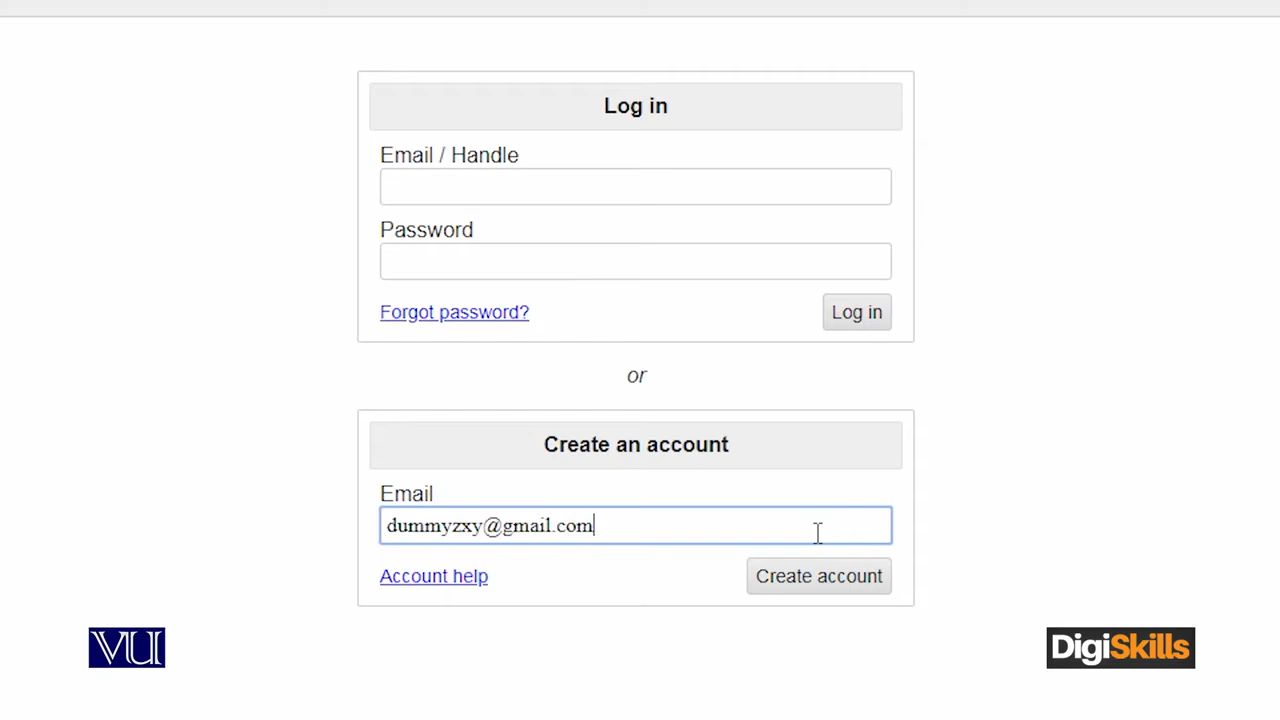 Log in
Email / Handle
Password
Forgot password?
Log in
or
Create an account
Email
dummyzxy@gmail.com
Account help
Create account
VU
DigiSkills